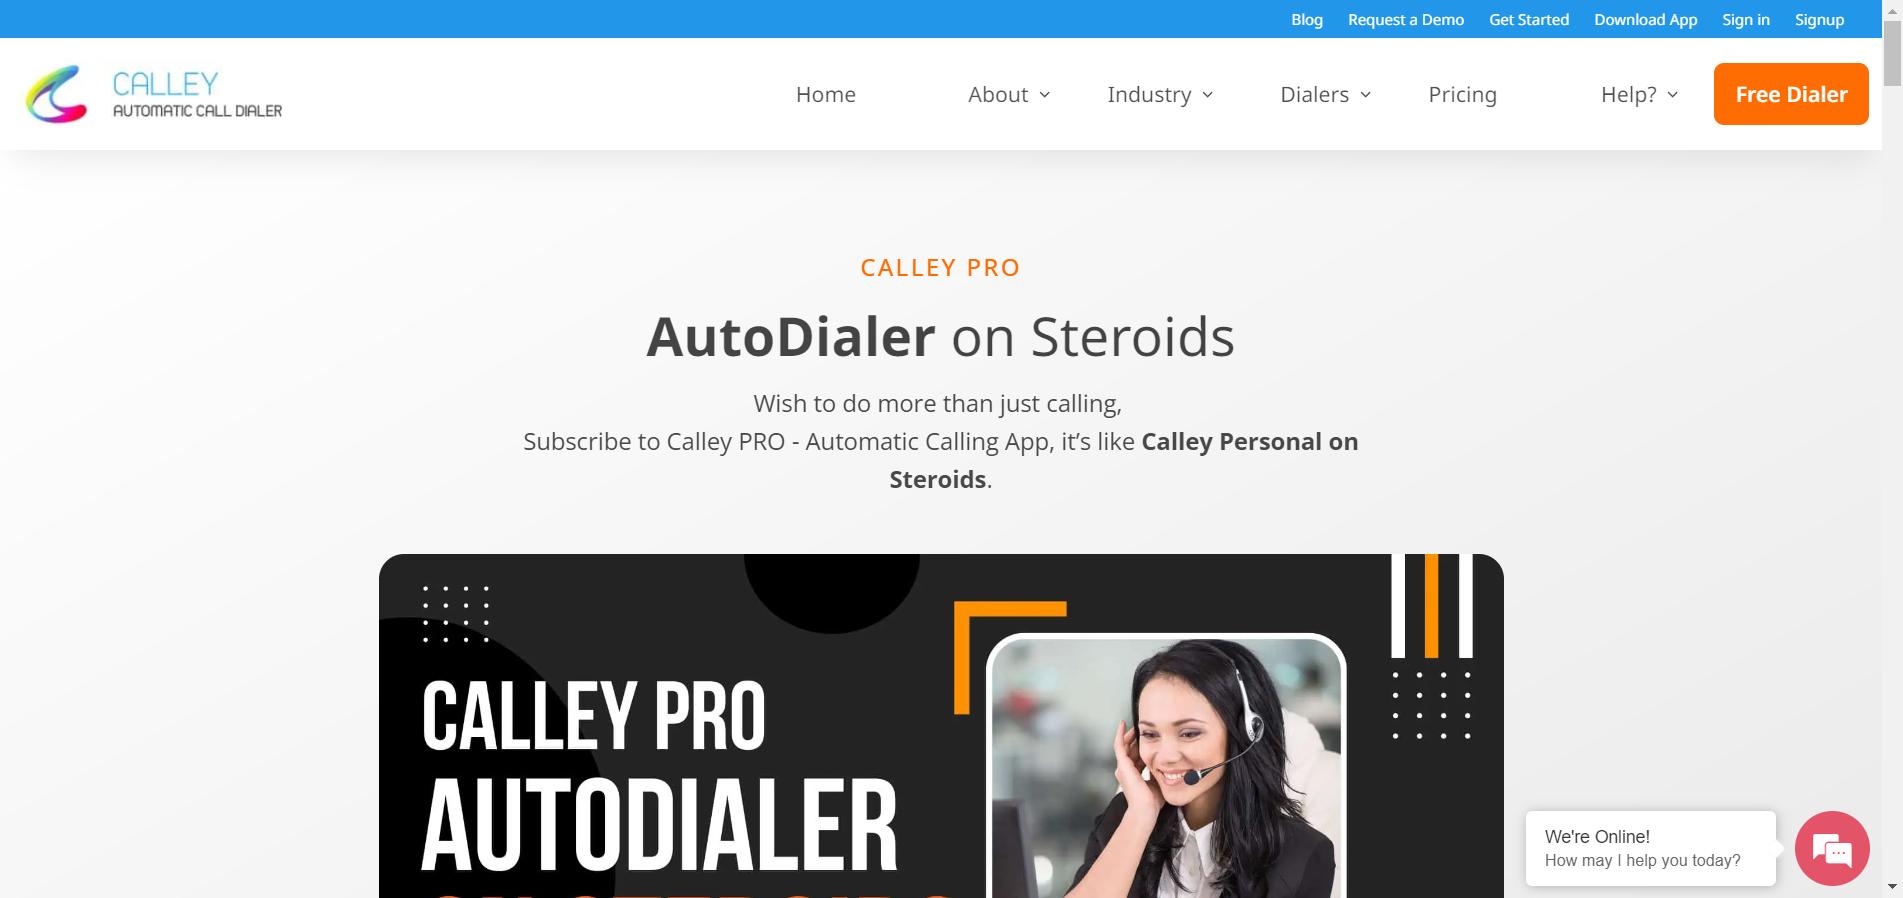 Blog Request a Demo Get Started Download App Sign in Signup
CALLEY
AUTOMATIC CALL DIALER
Home About Industry Dialers Pricing Help? Free Dialer
CALLEY PRO
AutoDialer on Steroids
Wish to do more than just calling,
Subscribe to Calley PRO - Automatic Calling App, it’s like Calley Personal on
Steroids.
CALLEY PRO
AUTODIALER
We're Online!
How may I help you today?